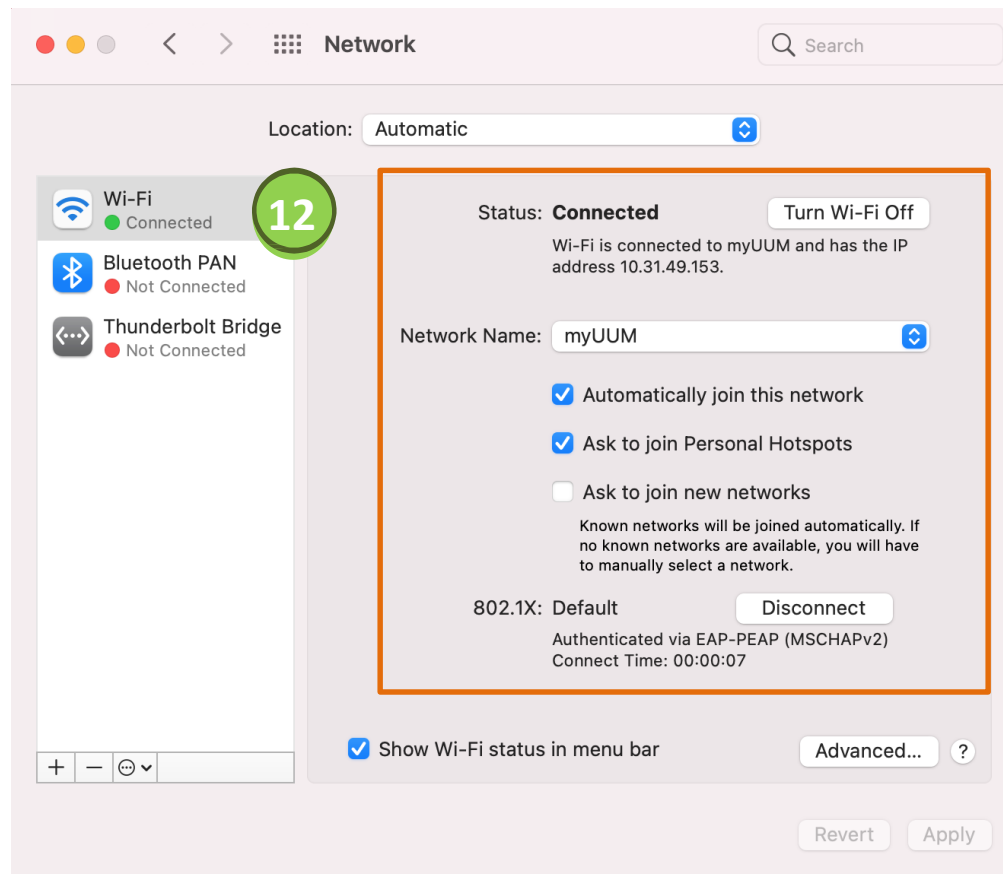 Network
Search
Location: Automatic
Wi-Fi
Connected
12
Bluetooth PAN
Not Connected
Thunderbolt Bridge
Not Connected
Status: Connected
Turn Wi-Fi Off
Wi-Fi is connected to myUUM and has the IP
address 10.31.49.153.
Network Name: myUUM
Automatically join this network
Ask to join Personal Hotspots
Ask to join new networks
Known networks will be joined automatically. If
no known networks are available, you will have
to manually select a network.
802.1X: Default
Disconnect
Authenticated via EAP-PEAP (MSCHAPv2)
Connect Time: 00:00:07
Show Wi-Fi status in menu bar
Advanced...
?
Revert
Apply